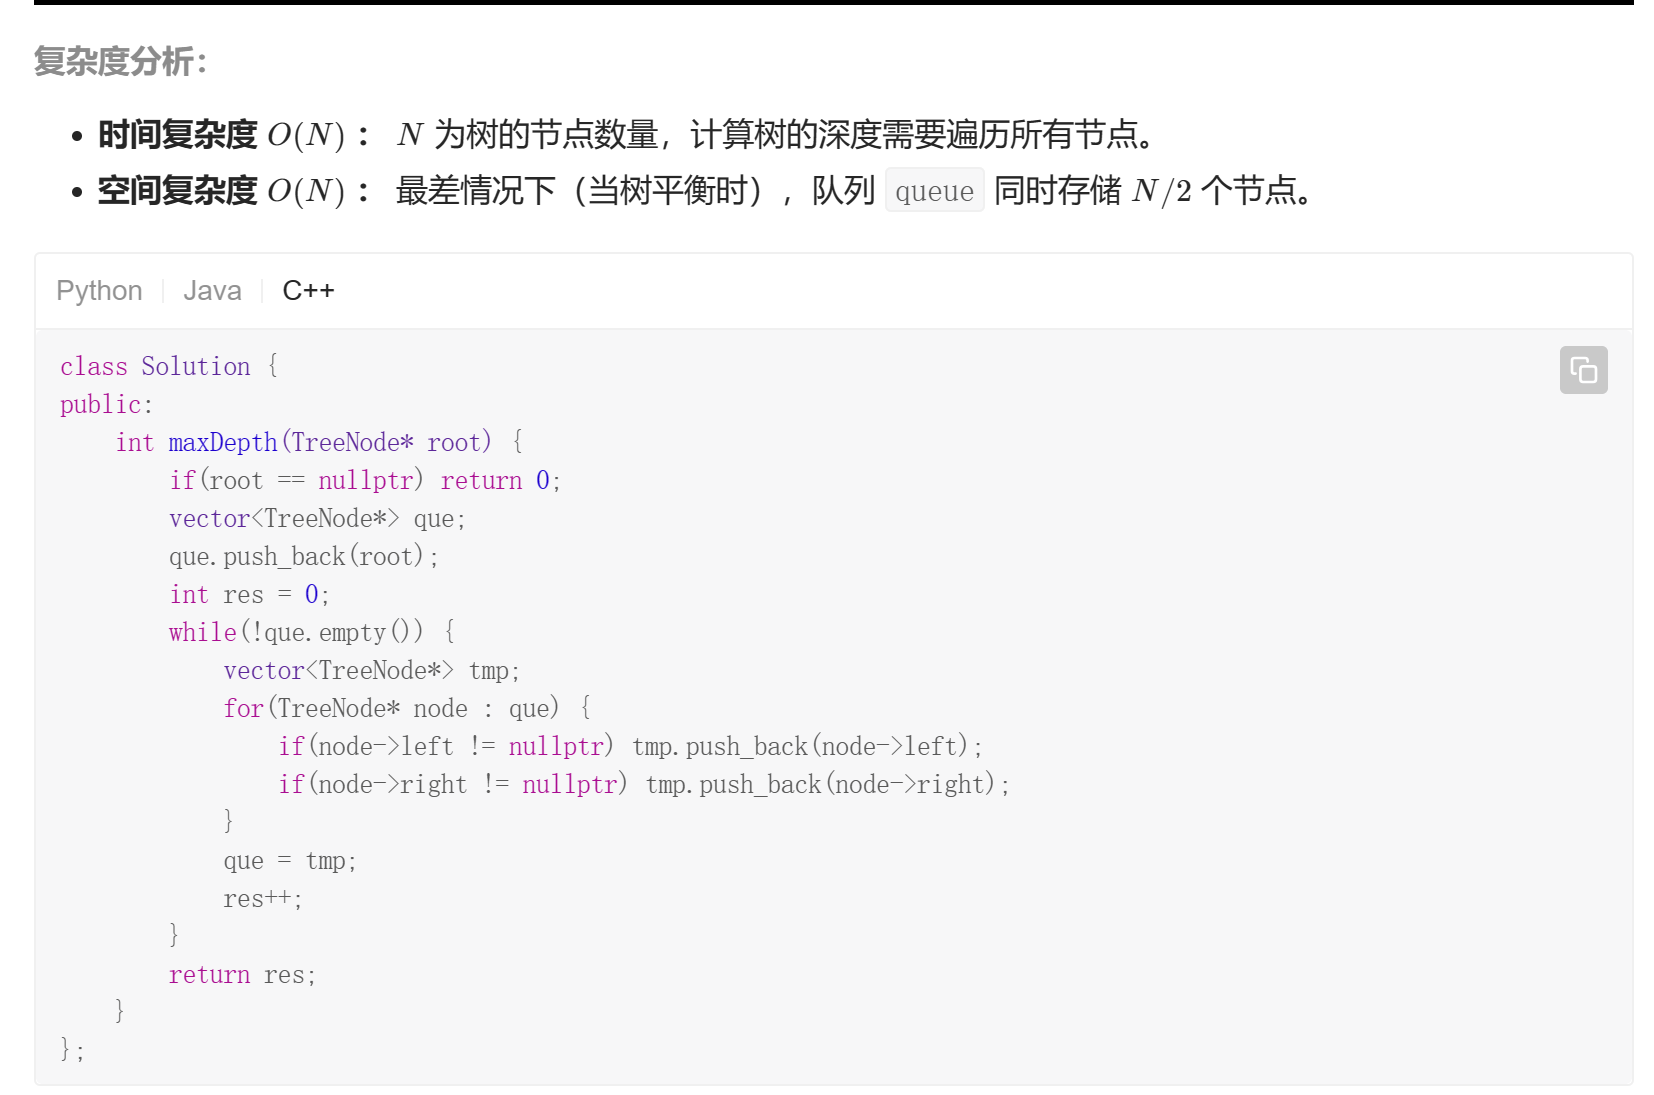 复杂度分析：
时间复杂度 O(N)： N 为树的节点数量，计算树的深度需要遍历所有节点。
空间复杂度 O(N)： 最差情况下（当树平衡时），队列 queue 同时存储 N/2 个节点。
Python | Java | C++
class Solution {
public:
    int maxDepth(TreeNode* root) {
        if(root == nullptr) return 0;
        vector<TreeNode*> que;
        que.push_back(root);
        int res = 0;
        while(!que.empty()) {
            vector<TreeNode*> tmp;
            for(TreeNode* node : que) {
                if(node->left != nullptr) tmp.push_back(node->left);
                if(node->right != nullptr) tmp.push_back(node->right);
            }
            que = tmp;
            res++;
        }
        return res;
    }
};